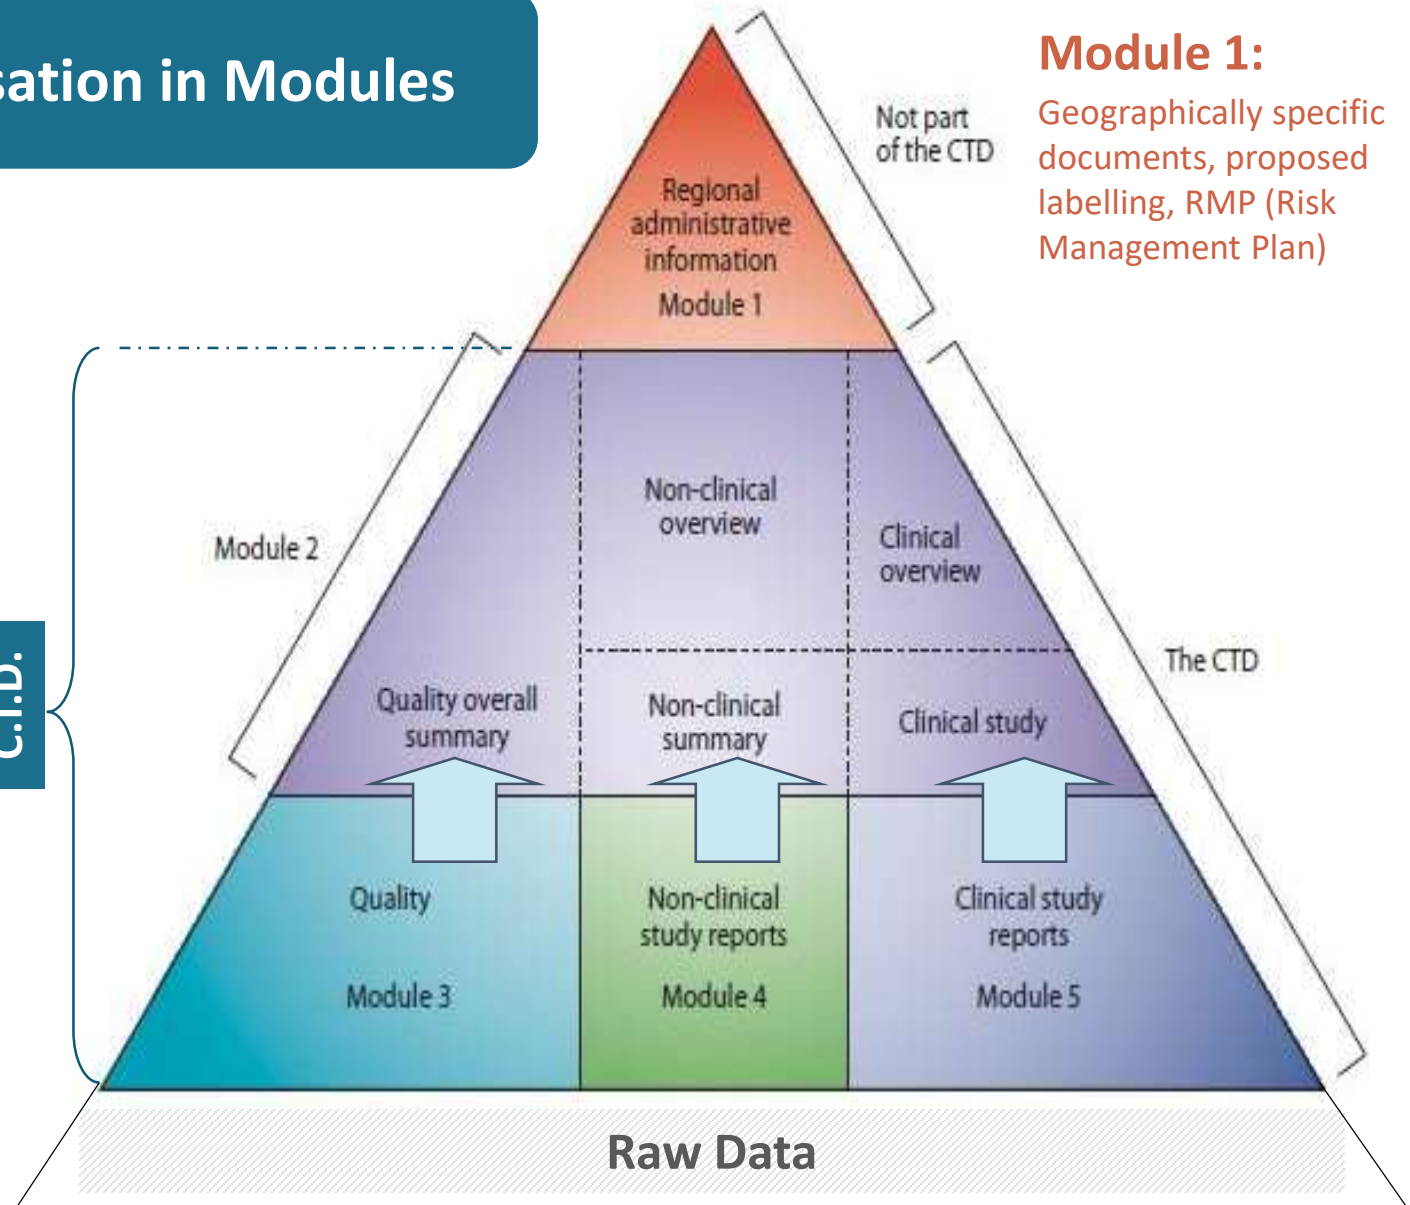 sation in Modules
Module 1:
Geographically specific
documents, proposed
labelling, RMP (Risk
Management Plan)
Not part
of the CTD
Regional
administrative
information
Module 1
Module 2
Non-clinical
overview
Clinical
overview
The CTD
C.T.D.
Quality overall
summary
Non-clinical
summary
Clinical study
Quality
Module 3
Non-clinical
study reports
Module 4
Clinical study
reports
Module 5
Raw Data